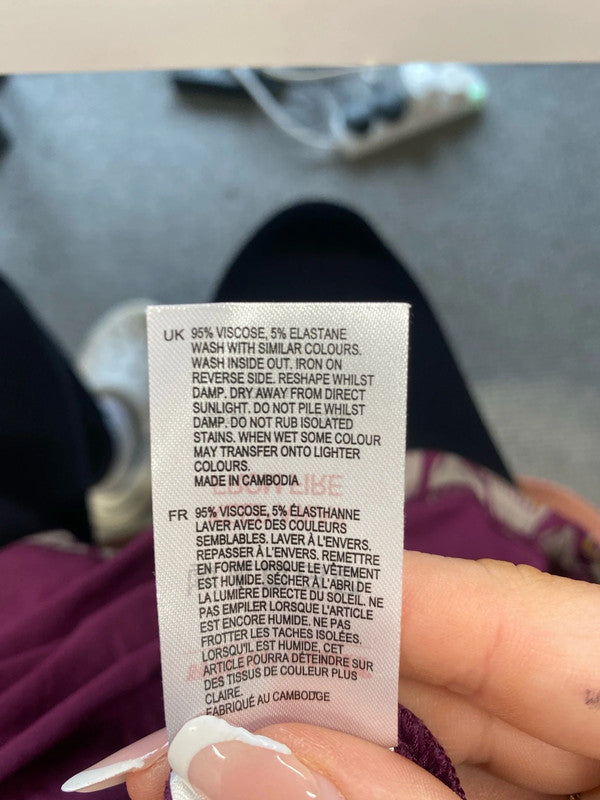 UK 95% VISCOSE, 5% ELASTANE
WASH WITH SIMILAR COLOURS.
WASH INSIDE OUT. IRON ON
REVERSE SIDE. RESHAPE WHILST
DAMP. DRY AWAY FROM DIRECT
SUNLIGHT. DO NOT PILE WHILST
DAMP. DO NOT RUB ISOLATED
STAINS. WHEN WET SOME COLOUR
MAY TRANSFER ONTO LIGHTER
COLOURS.
MADE IN CAMBODIA
FR 95% VISCOSE, 5% ÉLASTHANNE
LAVER AVEC DES COULEURS
SEMBLABLES. LAVER À L'ENVERS.
REPASSER À L'ENVERS. REMETTRE
EN FORME LORSQUE LE VÊTEMENT
EST HUMIDE. SÉCHER À L'ABRI DE
LA LUMIÈRE DIRECTE DU SOLEIL. NE
PAS EMPILER LORSQUE L'ARTICLE
EST ENCORE HUMIDE. NE PAS
FROTTER LES TACHES ISOLÉES.
LORSQU'IL EST HUMIDE, CET
ARTICLE POURRA DÉTEINDRE SUR
DES TISSUS DE COULEUR PLUS
CLAIRE.
FABRIQUÉ AU CAMBODGE